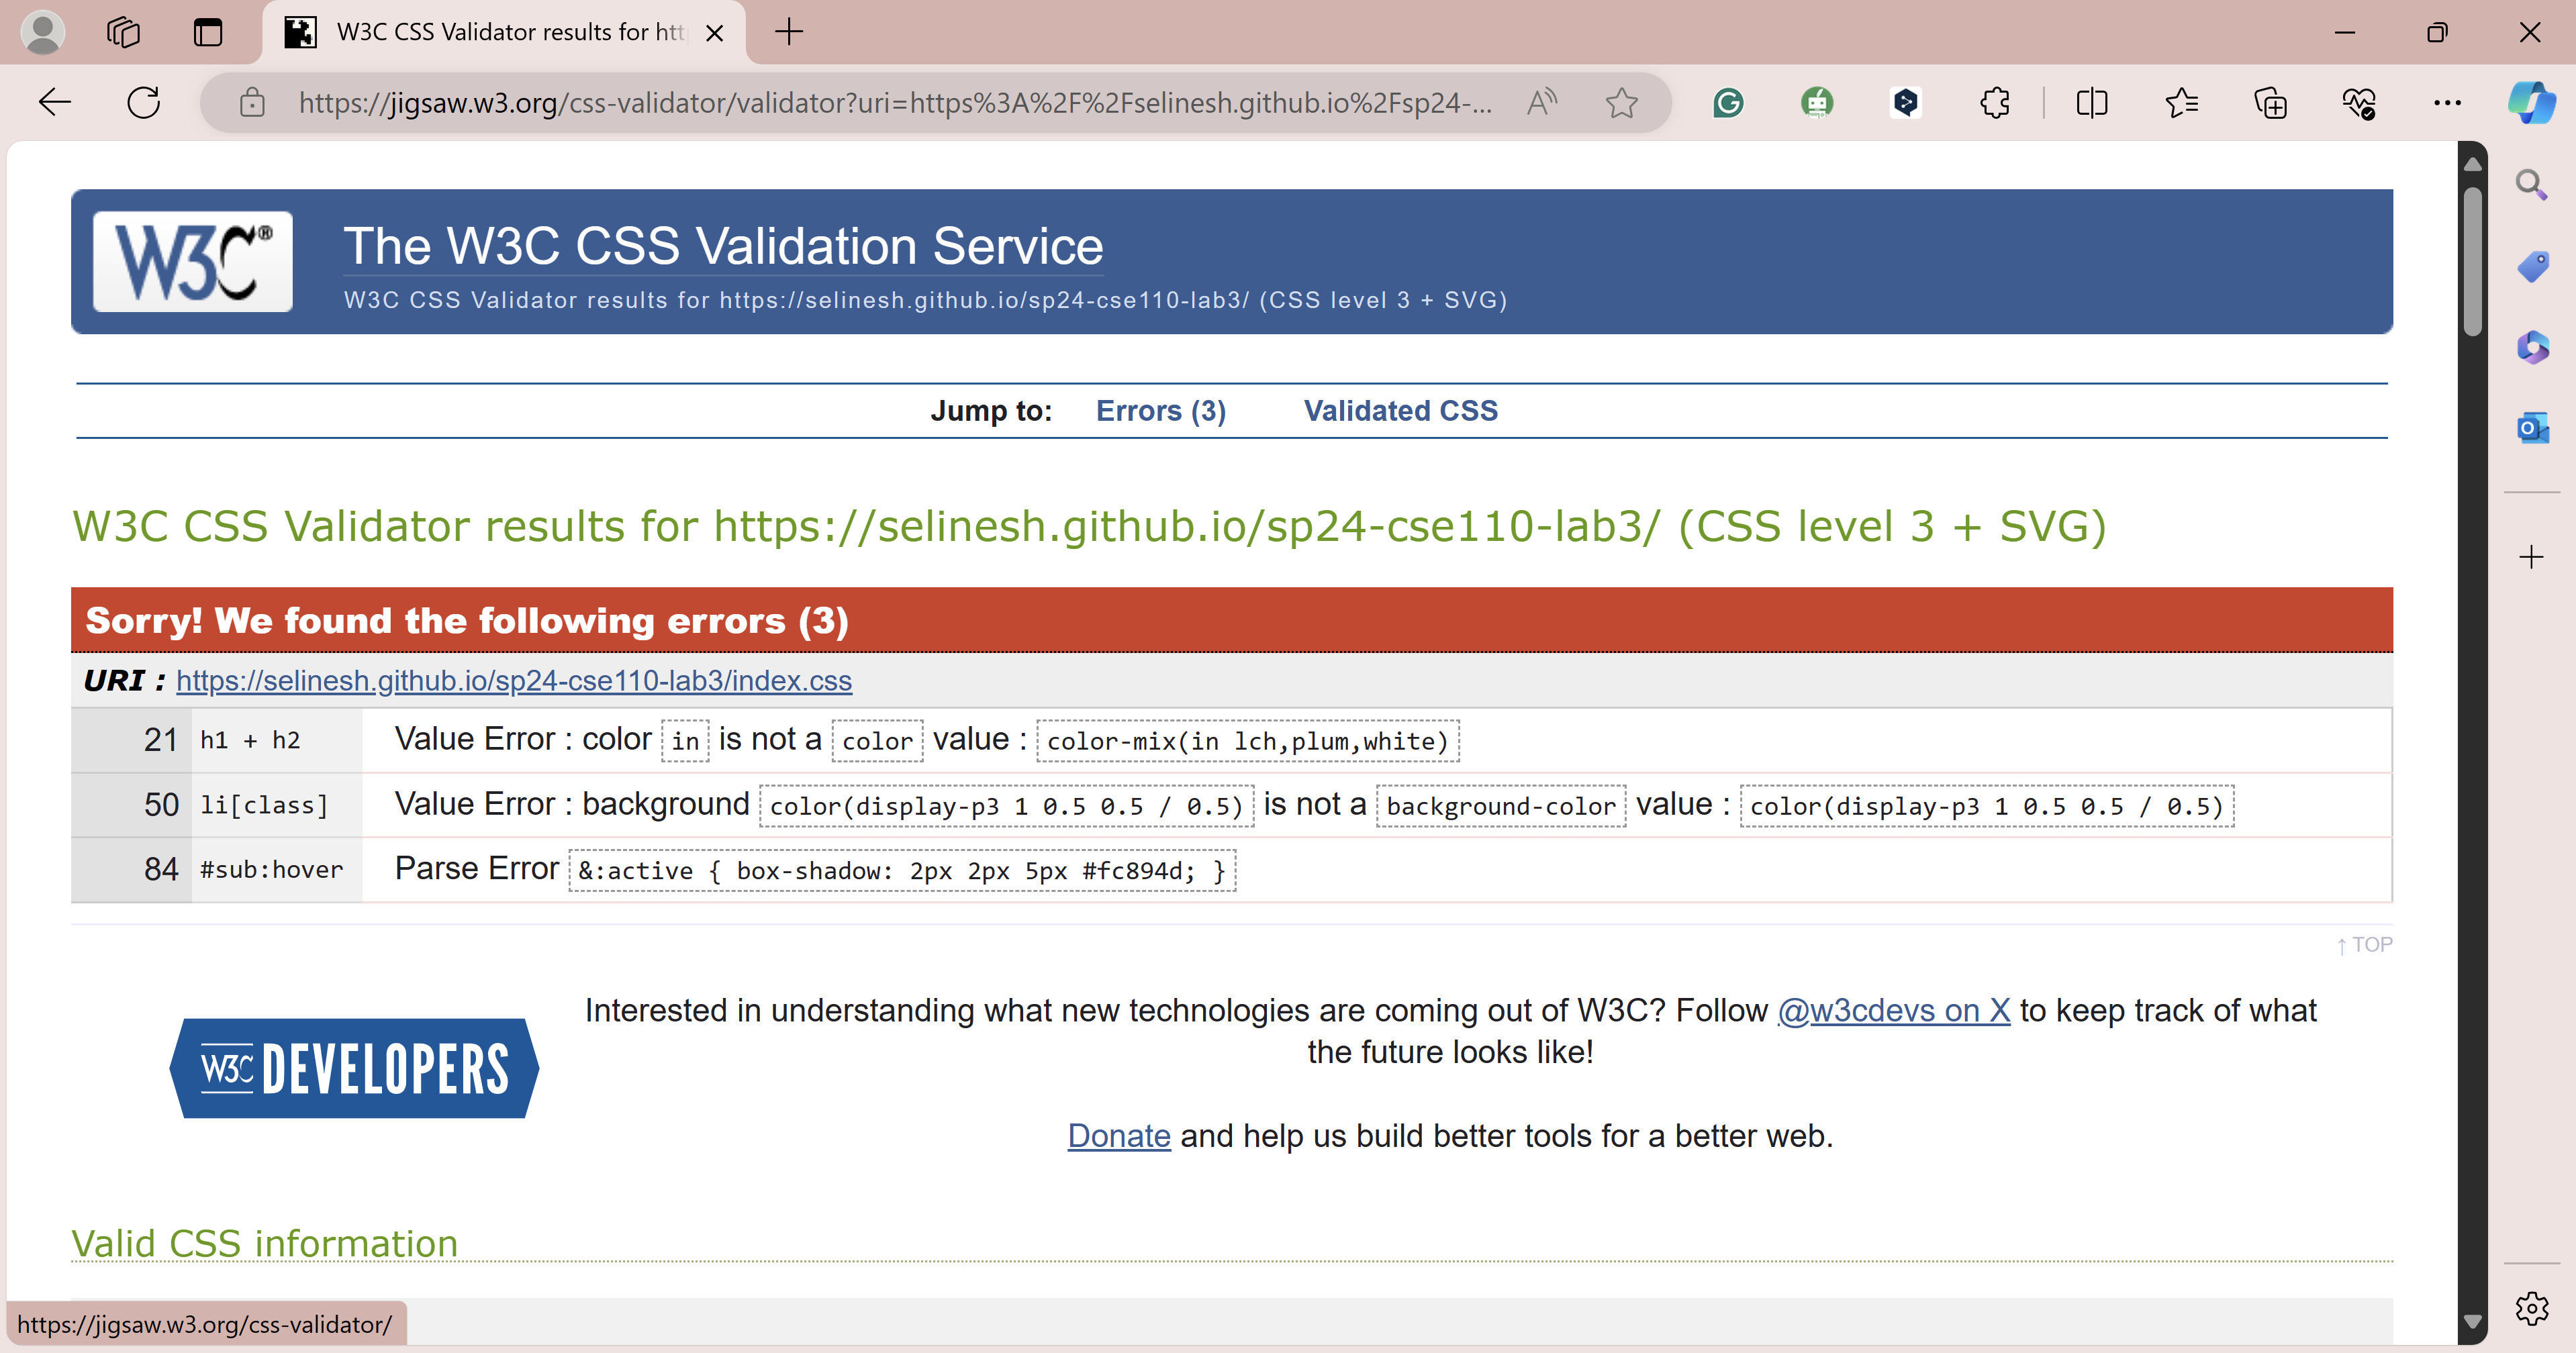 W3C CSS Validator results for htt
https://jigsaw.w3.org/css-validator/validator?uri=https%3A%2F%2Fselinesh.github.io%2Fsp24-...
W3C®
The W3C CSS Validation Service
W3C CSS Validator results for https://selinesh.github.io/sp24-cse110-lab3/ (CSS level 3 + SVG)
Jump to: Errors (3) Validated CSS
W3C CSS Validator results for https://selinesh.github.io/sp24-cse110-lab3/ (CSS level 3 + SVG)
Sorry! We found the following errors (3)
URI : https://selinesh.github.io/sp24-cse110-lab3/index.css
21 h1 + h2 Value Error : color in is not a color value : color-mix(in lch,plum,white)
50 li[class] Value Error : background color(display-p3 1 0.5 0.5 / 0.5) is not a background-color value : color(display-p3 1 0.5 0.5 / 0.5)
84 #sub:hover Parse Error &:active { box-shadow: 2px 2px 5px #fc894d; }
↑ TOP
W3C DEVELOPERS
Interested in understanding what new technologies are coming out of W3C? Follow @w3cdevs on X to keep track of what
the future looks like!
Donate and help us build better tools for a better web.
Valid CSS information
https://jigsaw.w3.org/css-validator/